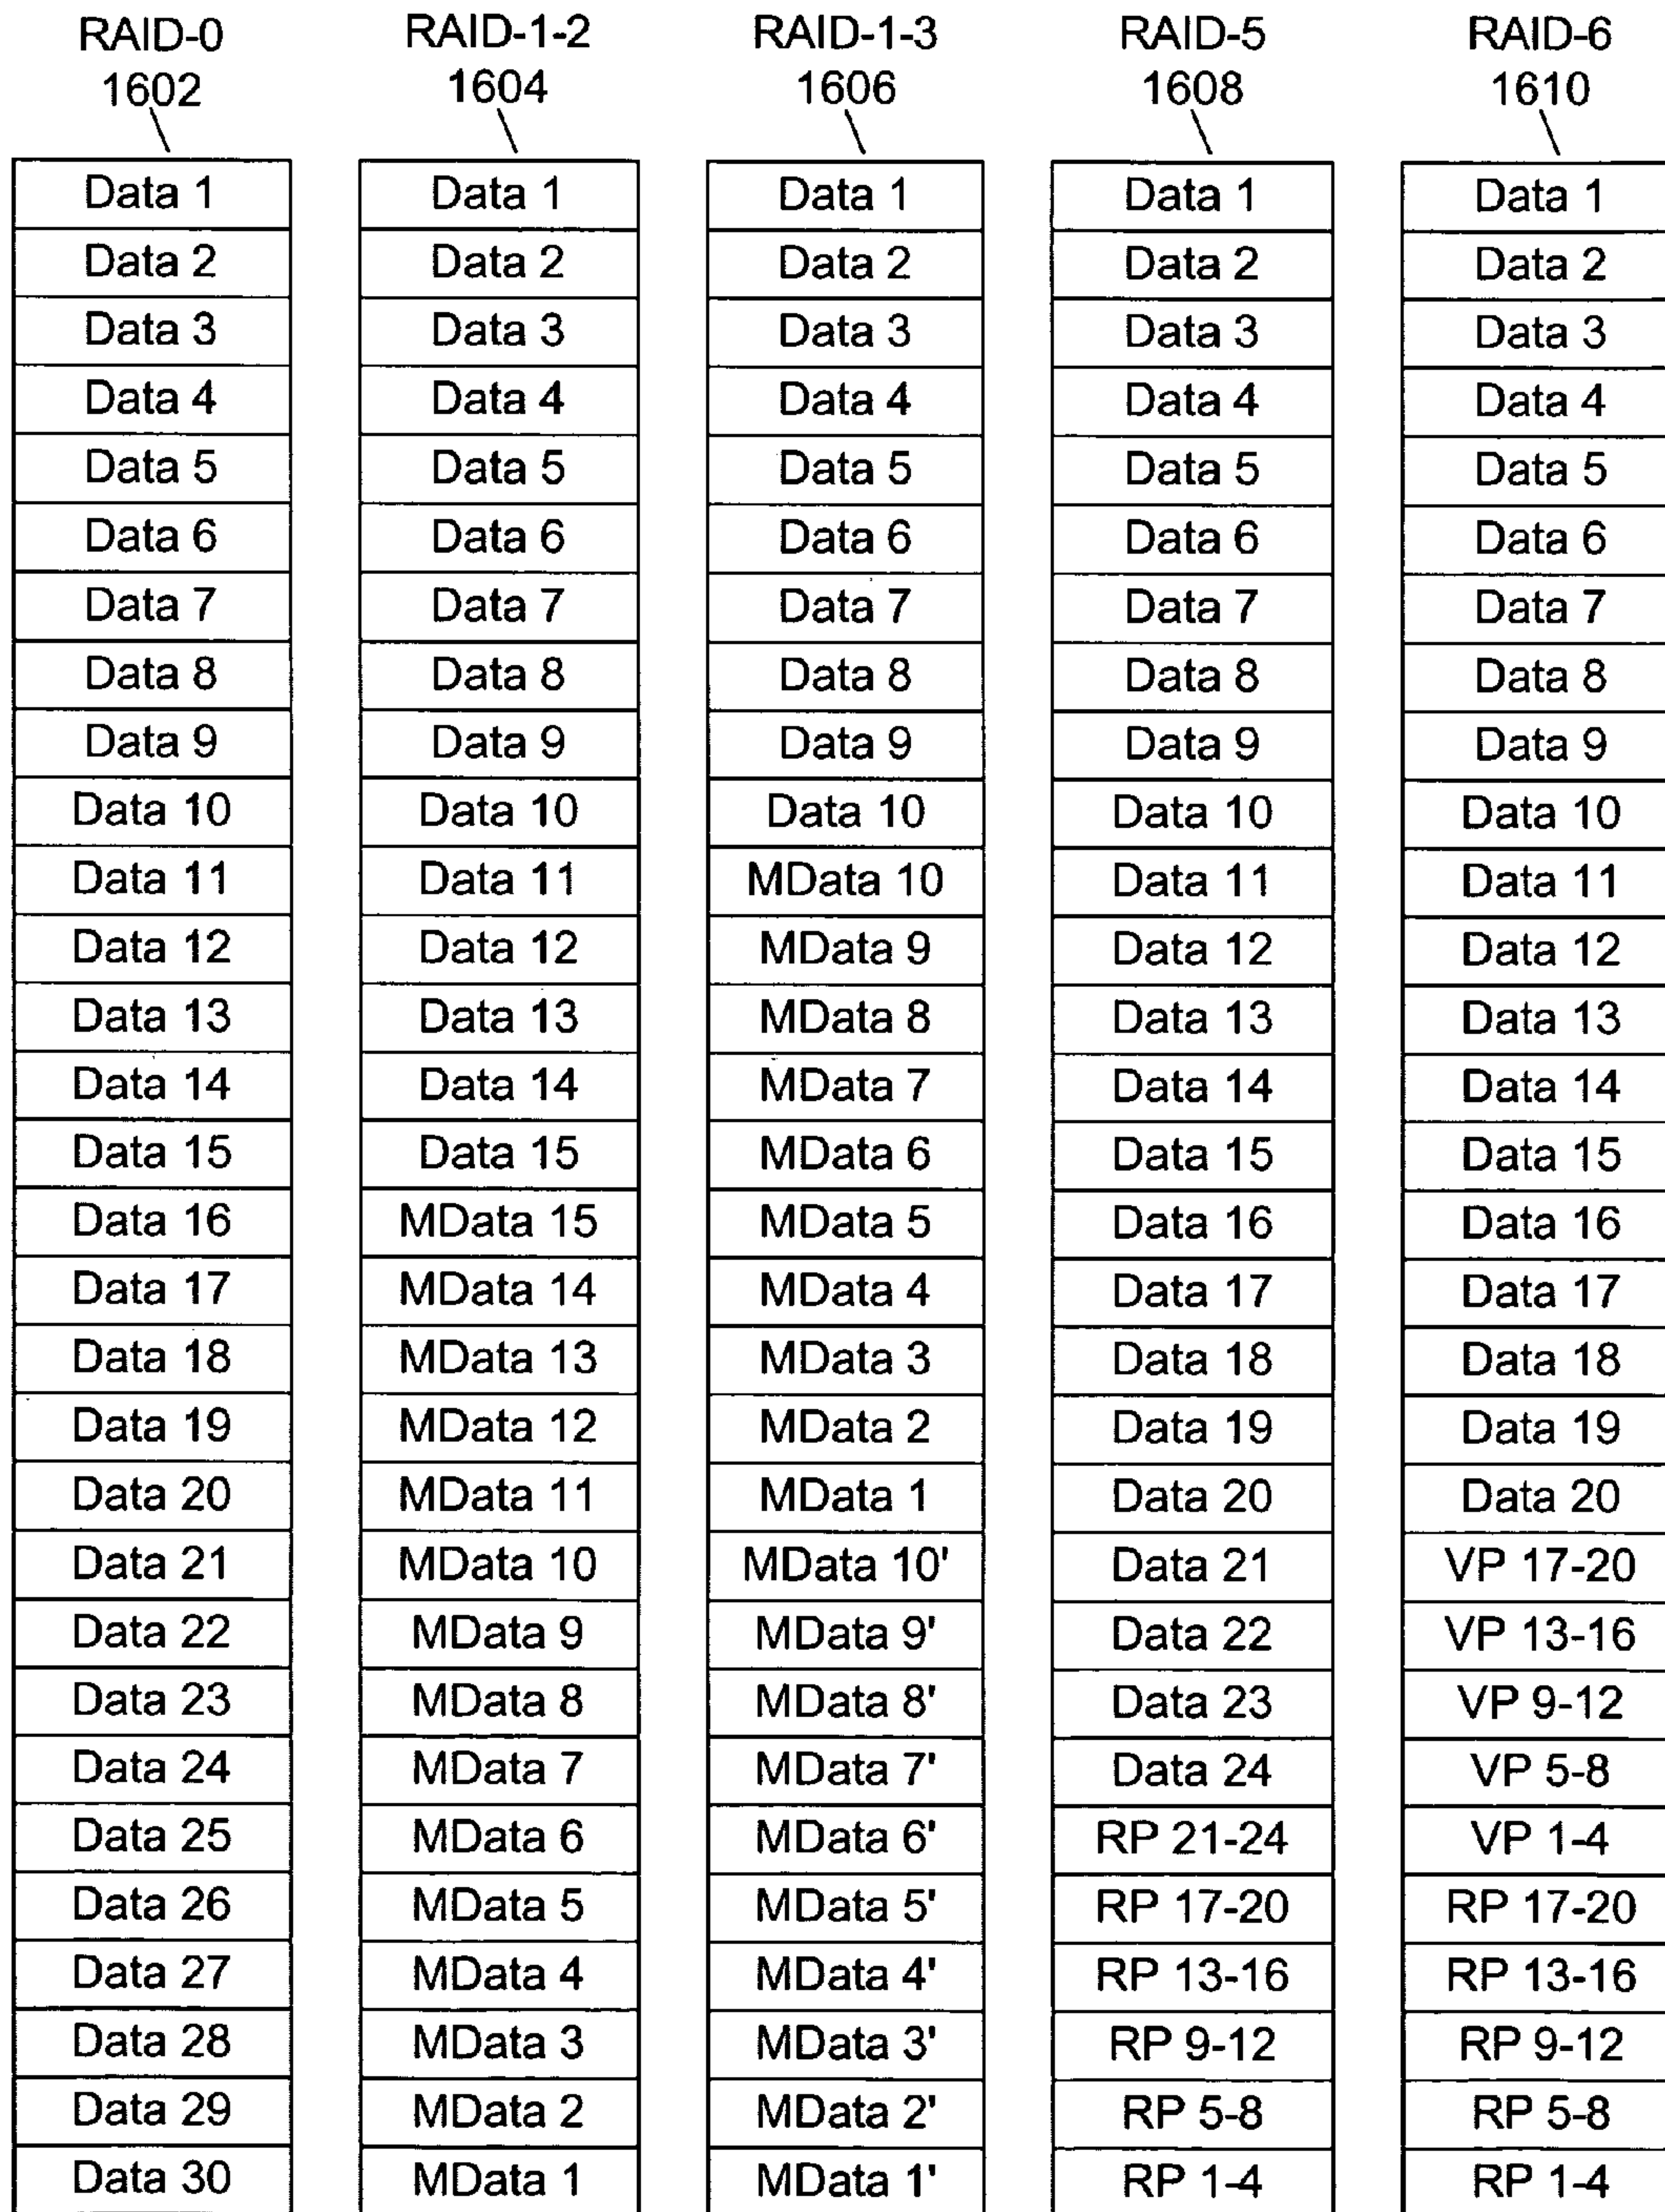 RAID-0 RAID-1-2 RAID-1-3 RAID-5 RAID-6
1602 1604 1606 1608 1610
Data 1 Data 1 Data 1 Data 1 Data 1
Data 2 Data 2 Data 2 Data 2 Data 2
Data 3 Data 3 Data 3 Data 3 Data 3
Data 4 Data 4 Data 4 Data 4 Data 4
Data 5 Data 5 Data 5 Data 5 Data 5
Data 6 Data 6 Data 6 Data 6 Data 6
Data 7 Data 7 Data 7 Data 7 Data 7
Data 8 Data 8 Data 8 Data 8 Data 8
Data 9 Data 9 Data 9 Data 9 Data 9
Data 10 Data 10 Data 10 Data 10 Data 10
Data 11 Data 11 MData 10 Data 11 Data 11
Data 12 Data 12 MData 9 Data 12 Data 12
Data 13 Data 13 MData 8 Data 13 Data 13
Data 14 Data 14 MData 7 Data 14 Data 14
Data 15 Data 15 MData 6 Data 15 Data 15
Data 16 MData 15 MData 5 Data 16 Data 16
Data 17 MData 14 MData 4 Data 17 Data 17
Data 18 MData 13 MData 3 Data 18 Data 18
Data 19 MData 12 MData 2 Data 19 Data 19
Data 20 MData 11 MData 1 Data 20 Data 20
Data 21 MData 10 MData 10' Data 21 VP 17-20
Data 22 MData 9 MData 9' Data 22 VP 13-16
Data 23 MData 8 MData 8' Data 23 VP 9-12
Data 24 MData 7 MData 7' Data 24 VP 5-8
Data 25 MData 6 MData 6' RP 21-24 VP 1-4
Data 26 MData 5 MData 5' RP 17-20 RP 17-20
Data 27 MData 4 MData 4' RP 13-16 RP 13-16
Data 28 MData 3 MData 3' RP 9-12 RP 9-12
Data 29 MData 2 MData 2' RP 5-8 RP 5-8
Data 30 MData 1 MData 1' RP 1-4 RP 1-4